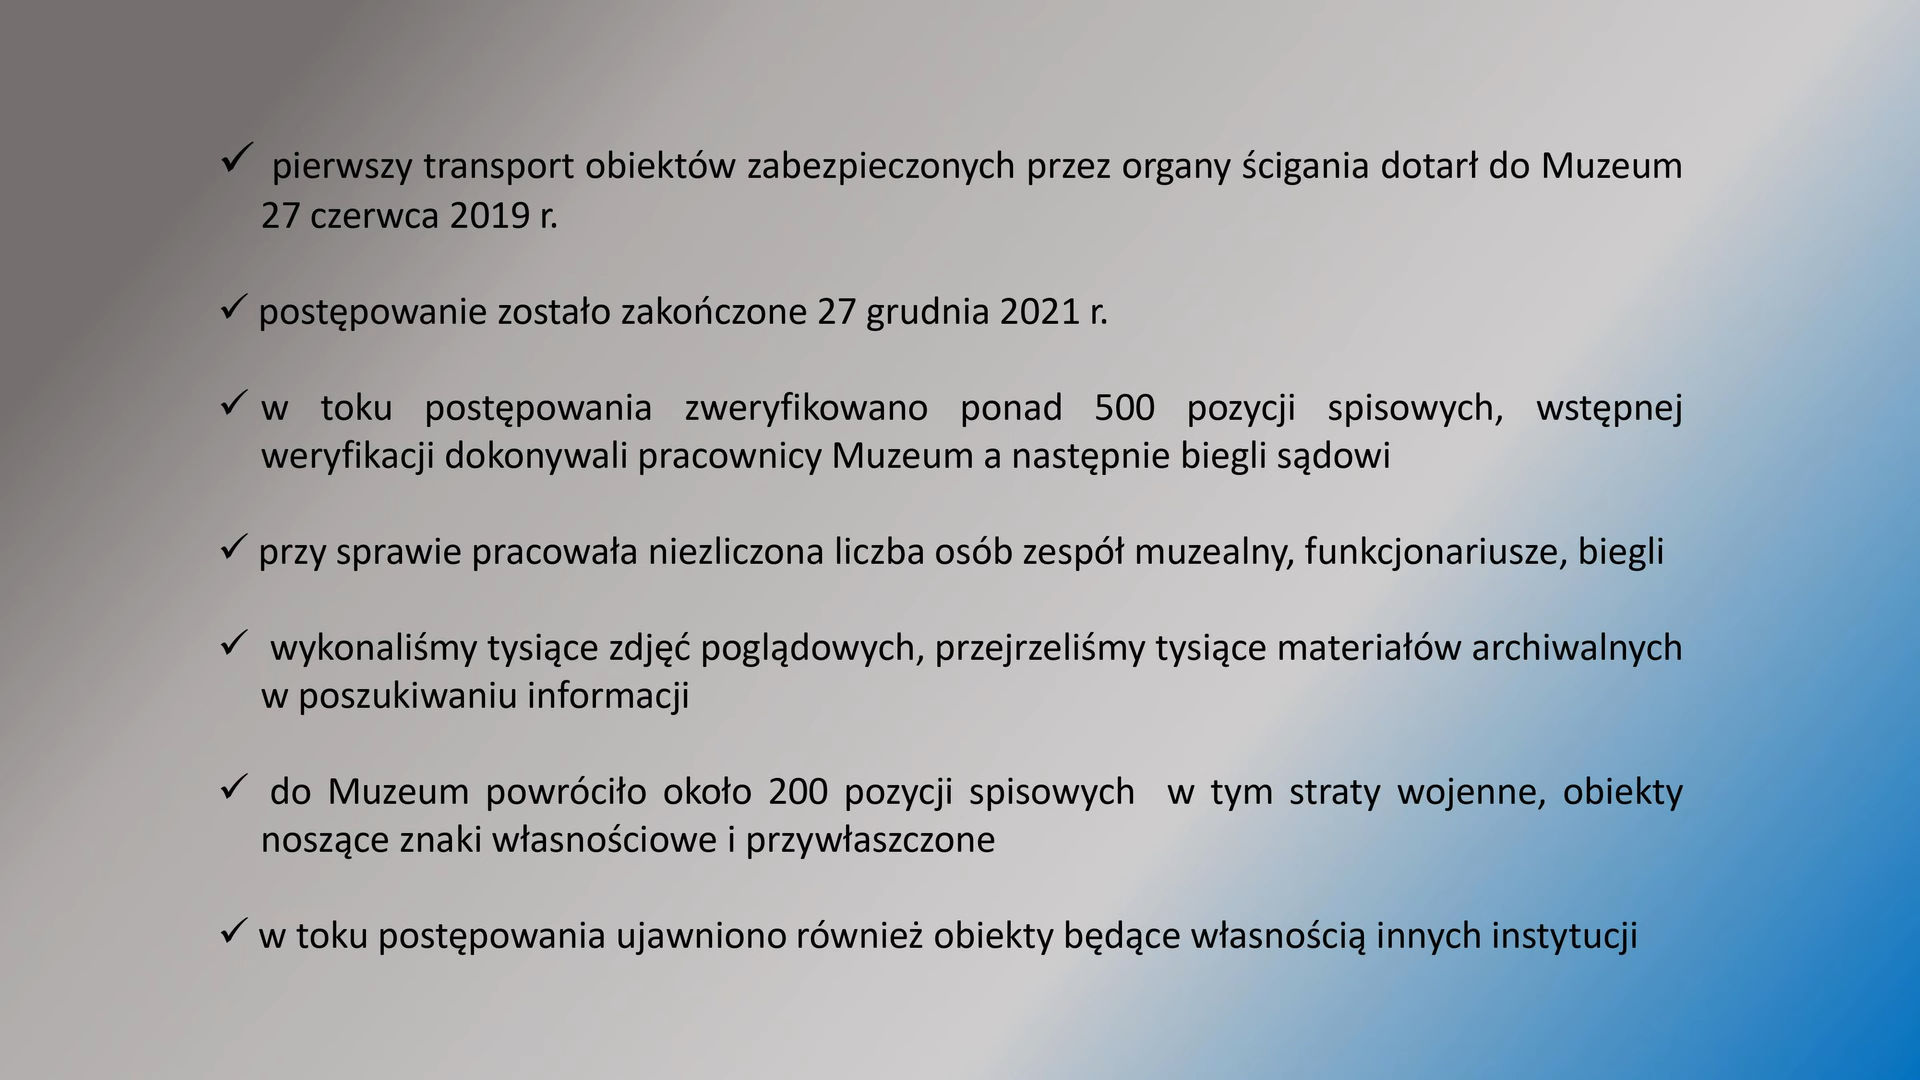 ✓ pierwszy transport obiektów zabezpieczonych przez organy ścigania dotarł do Muzeum
27 czerwca 2019 r.
✓ postępowanie zostało zakończone 27 grudnia 2021 r.
✓ w toku postępowania zweryfikowano ponad 500 pozycji spisowych, wstępnej
weryfikacji dokonywali pracownicy Muzeum a następnie biegli sądowi
✓ przy sprawie pracowała niezliczona liczba osób zespół muzealny, funkcjonariusze, biegli
✓ wykonaliśmy tysiące zdjęć poglądowych, przejrzeliśmy tysiące materiałów archiwalnych
w poszukiwaniu informacji
✓ do Muzeum powróciło około 200 pozycji spisowych w tym straty wojenne, obiekty
noszące znaki własnościowe i przywłaszczone
✓ w toku postępowania ujawniono również obiekty będące własnością innych instytucji